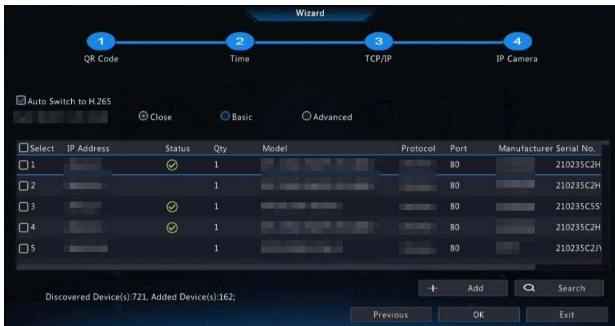 Wizard
1 2 3 4
QR Code Time TCP/IP IP Camera
Auto Switch to H.265
Close Basic Advanced
Select IP Address Status Qty Model Protocol Port Manufacturer Serial No.
1 1 80 210235C2H
2 1 80 210235C2H
3 1 80 210235C5S
4 1 80 210235C2H
5 1 80 210235C2J
Add Search
Discovered Device(s):721, Added Device(s):162;
Previous OK Exit